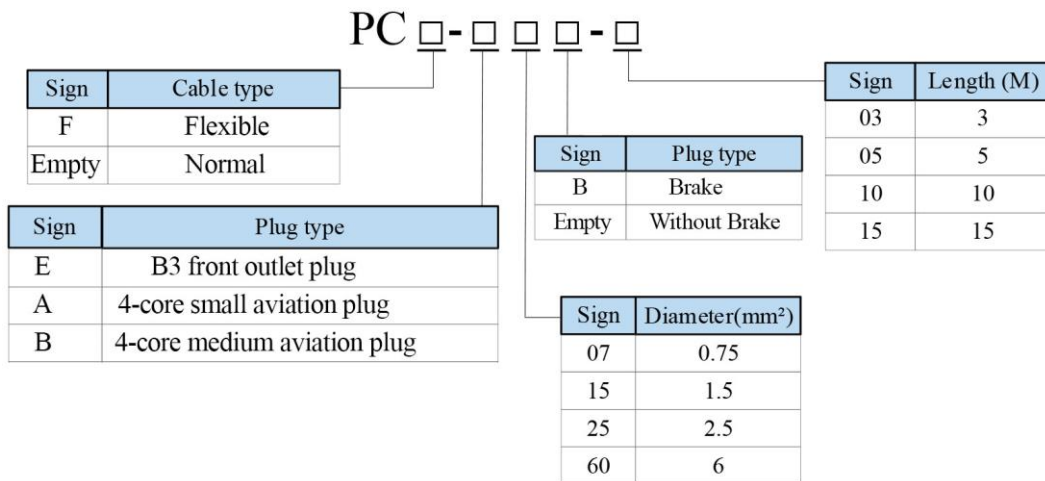 PC □-□ □ □-□
Sign Cable type
F Flexible
Empty Normal
Sign Plug type
E B3 front outlet plug
A 4-core small aviation plug
B 4-core medium aviation plug
Sign Plug type
B Brake
Empty Without Brake
Sign Diameter(mm²)
07 0.75
15 1.5
25 2.5
60 6
Sign Length (M)
03 3
05 5
10 10
15 15